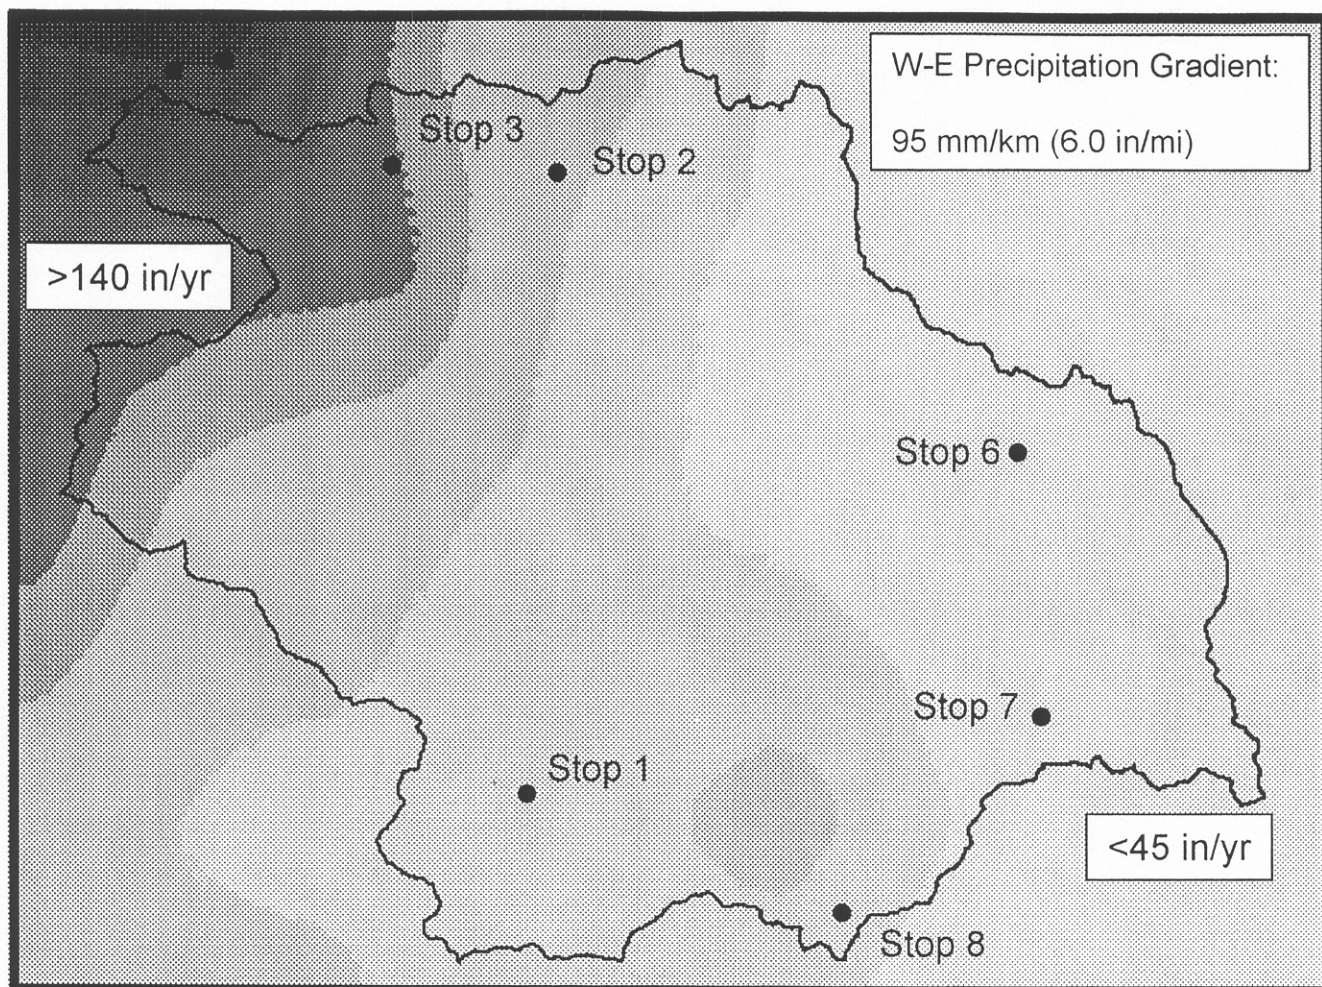 W-E Precipitation Gradient:
95 mm/km (6.0 in/mi)
Stop 3
Stop 2
>140 in/yr
Stop 6
Stop 7
Stop 1
<45 in/yr
Stop 8